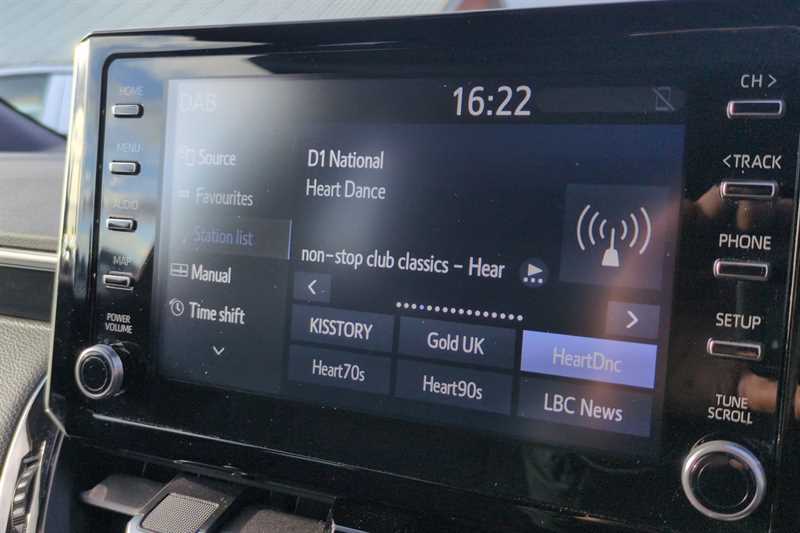 HOME
MENU
AUDIO
MAP
POWER
VOLUME
DAB
16:22
Source
Favourites
Station list
Manual
Time shift
D1 National
Heart Dance
non-stop club classics - Hear
<
>
KISSTORY
Gold UK
HeartDnc
Heart70s
Heart90s
LBC News
CH >
< TRACK
PHONE
SETUP
TUNE
SCROLL